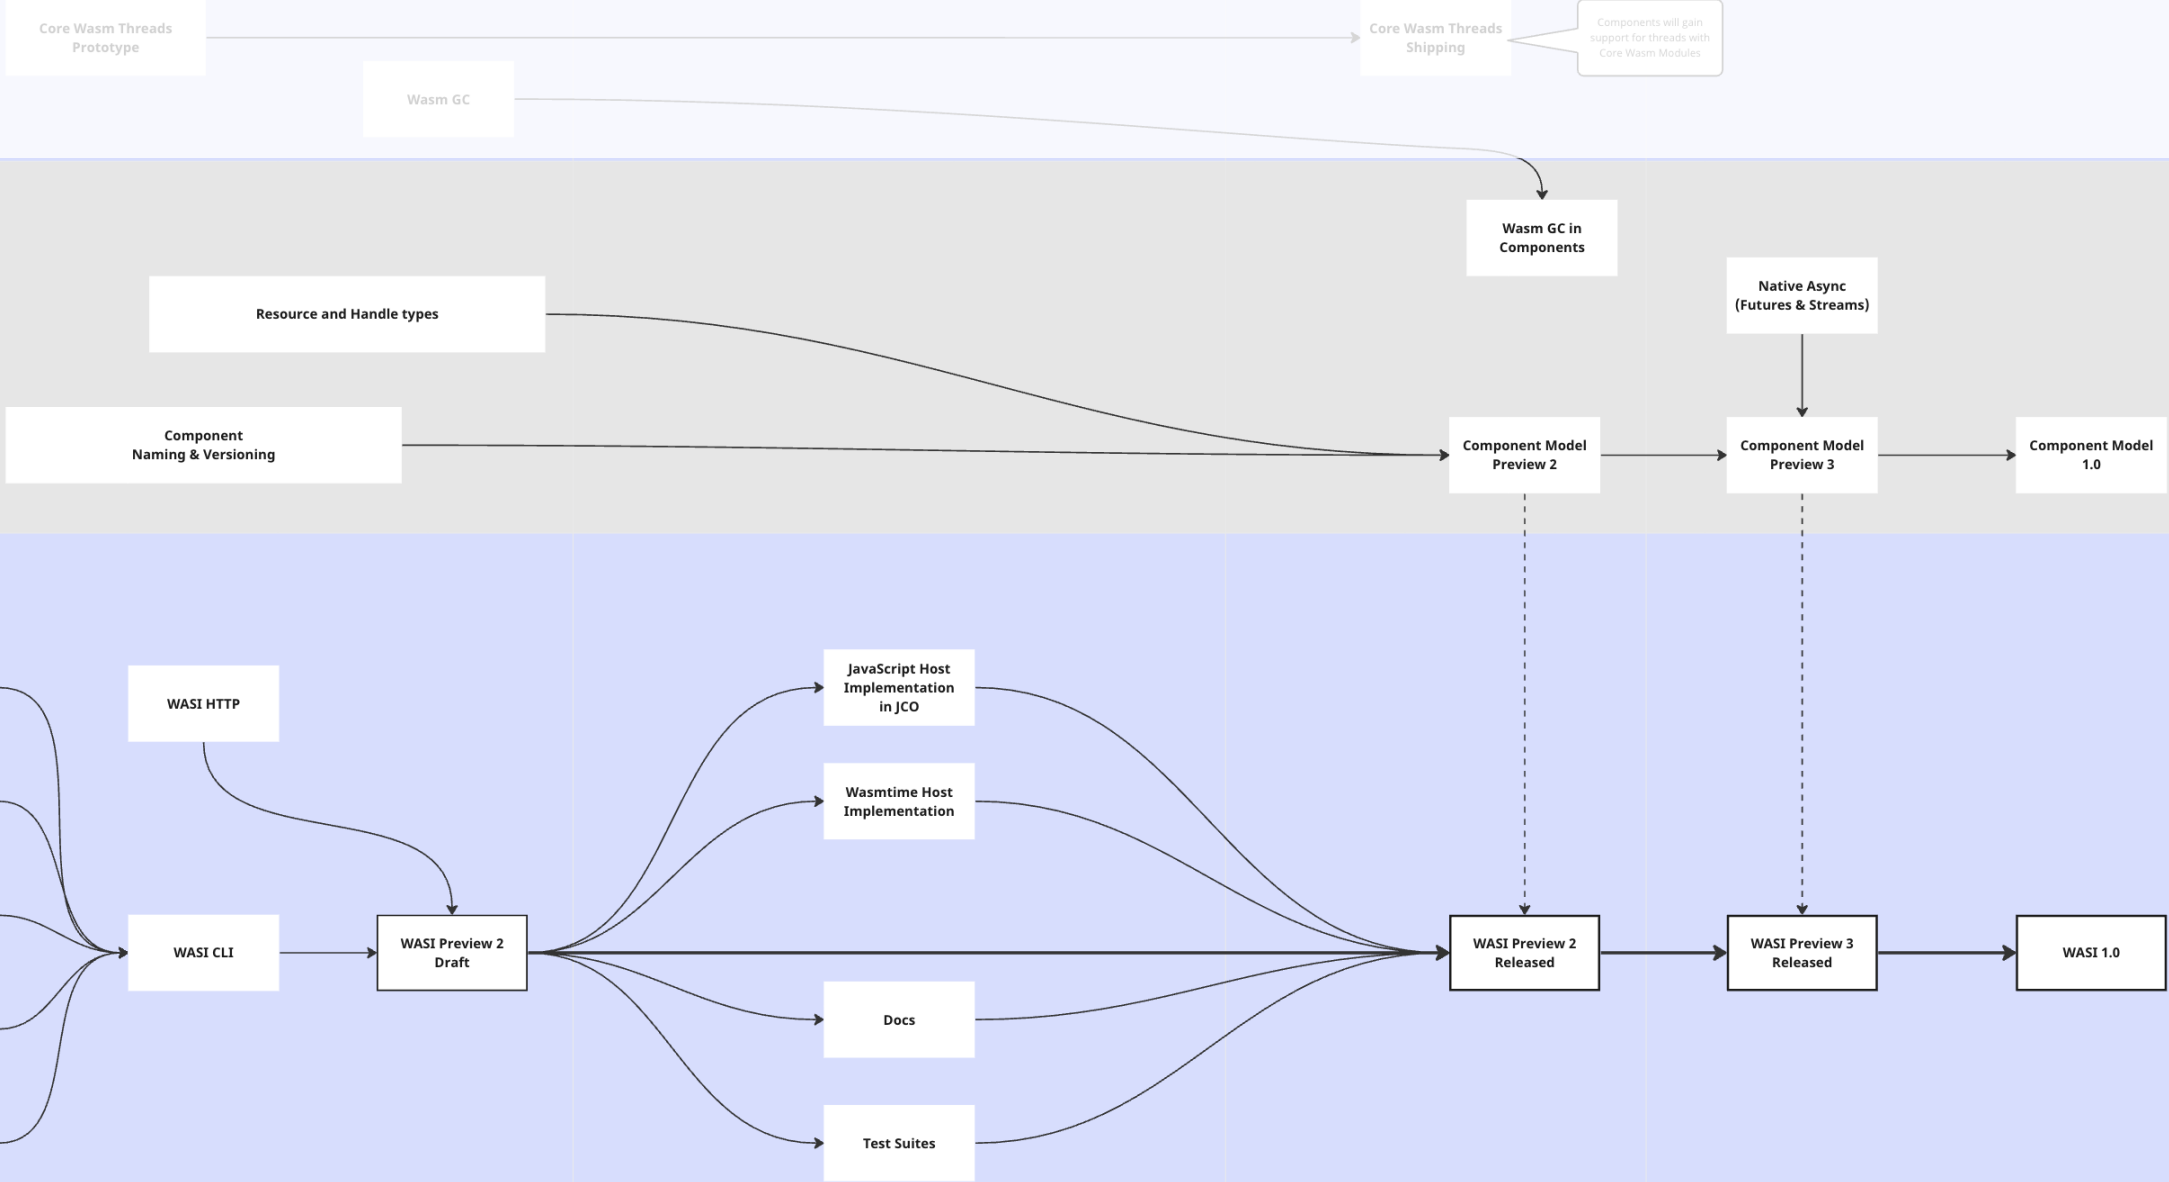 Core Wasm Threads
Prototype
Core Wasm Threads
Shipping
Components will gain
support for threads with
Core Wasm Modules
Wasm GC
Wasm GC in
Components
Native Async
(Futures & Streams)
Resource and Handle types
Component
Naming & Versioning
Component Model
Preview 2
Component Model
Preview 3
Component Model
1.0
JavaScript Host
Implementation
in JCO
WASI HTTP
Wasmtime Host
Implementation
WASI CLI
WASI Preview 2
Draft
WASI Preview 2
Released
WASI Preview 3
Released
WASI 1.0
Docs
Test Suites